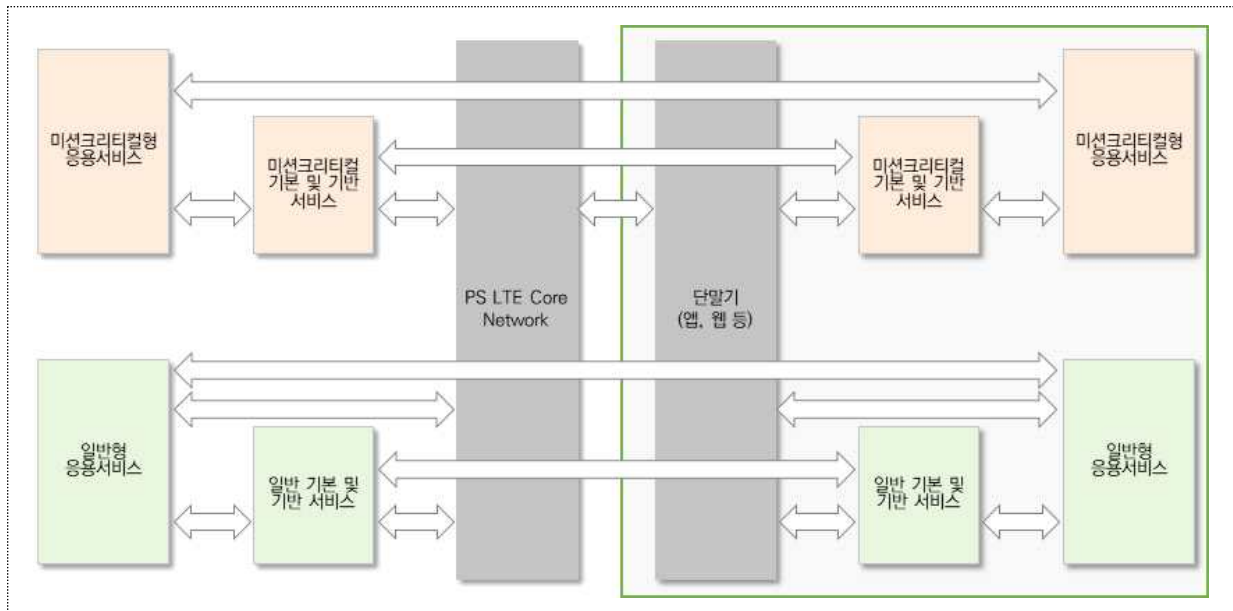 미션크리티컬형
응용서비스
미션크리티컬
기본 및 기반
서비스
PS LTE Core
Network
단말기
(앱, 웹 등)
미션크리티컬
기본 및 기반
서비스
미션크리티컬형
응용서비스
일반형
응용서비스
일반 기본 및
기반 서비스
일반 기본 및
기반 서비스
일반형
응용서비스